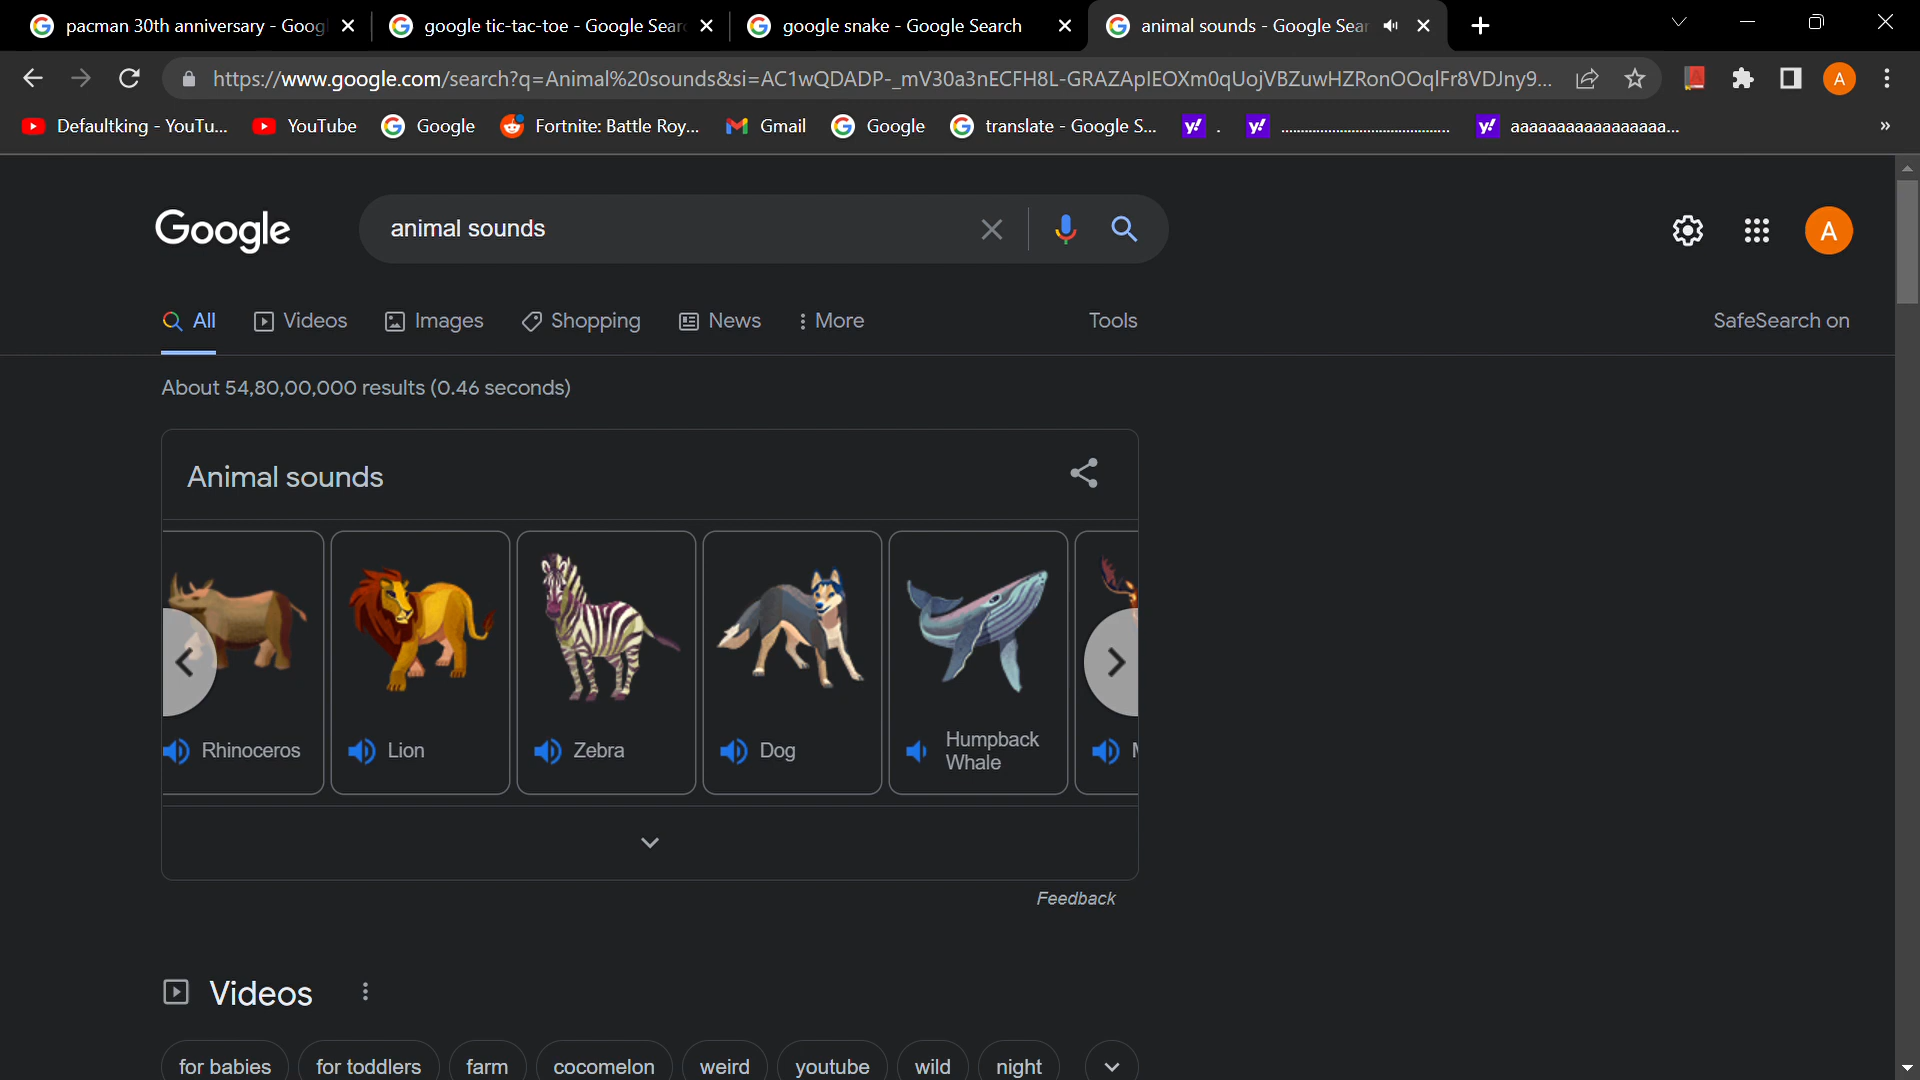 pacman 30th anniversary - Goog
google tic-tac-toe - Google Sear
google snake - Google Search
animal sounds - Google Sear
https://www.google.com/search?q=Animal%20sounds&si=AC1wQDADP-_mV30a3nECFH8L-GRAZApIEOXm0qUojVBZuwHZRonOOqlFr8VDJny9...
A
Defaultking - YouTu...
YouTube
Google
Fortnite: Battle Roy...
Gmail
Google
translate - Google S...
y! .
y! ............................................
y! aaaaaaaaaaaaaaaaa...
»
Google
animal sounds
A
All
Videos
Images
Shopping
News
More
Tools
SafeSearch on
About 54,80,00,000 results (0.46 seconds)
Animal sounds
Rhinoceros
Lion
Zebra
Dog
Humpback
Whale
Feedback
Videos
for babies
for toddlers
farm
cocomelon
weird
youtube
wild
night